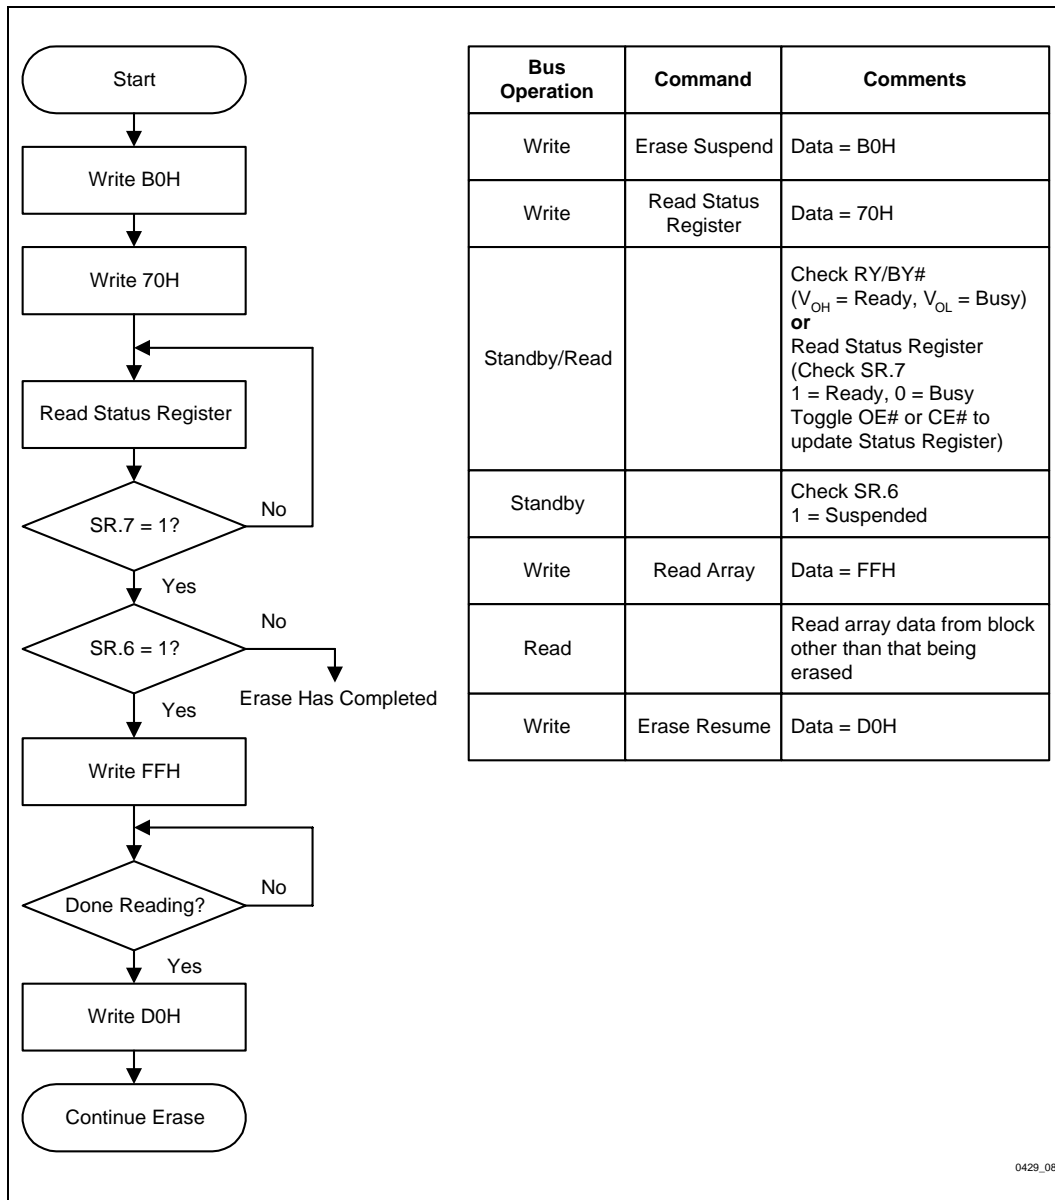 Start
Write B0H
Write 70H
Read Status Register
SR.7 = 1?
No
Yes
SR.6 = 1?
No
Erase Has Completed
Yes
Write FFH
Done Reading?
No
Yes
Write D0H
Continue Erase
Bus
Operation
Command
Comments
Write
Erase Suspend
Data = B0H
Write
Read Status
Register
Data = 70H
Standby/Read
Check RY/BY#
(VOH = Ready, VOL = Busy)
or
Read Status Register
(Check SR.7
1 = Ready, 0 = Busy
Toggle OE# or CE# to
update Status Register)
Standby
Check SR.6
1 = Suspended
Write
Read Array
Data = FFH
Read
Read array data from block
other than that being
erased
Write
Erase Resume
Data = D0H
0429_08